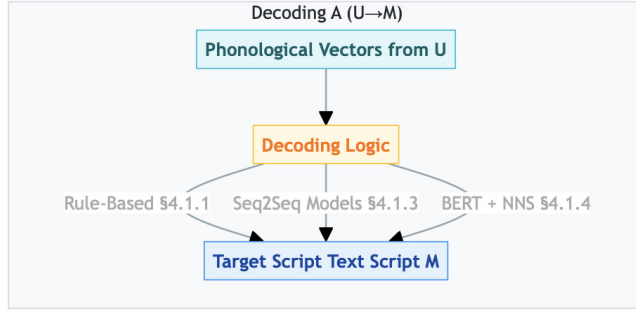 Decoding A (U→M)
Phonological Vectors from U
Decoding Logic
Rule-Based §4.1.1 Seq2Seq Models §4.1.3 BERT + NNS §4.1.4
Target Script Text Script M